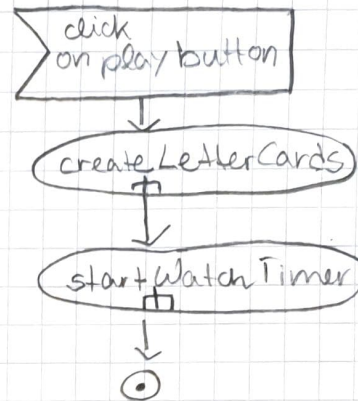 click
on play button
createLetterCards
startWatchTimer